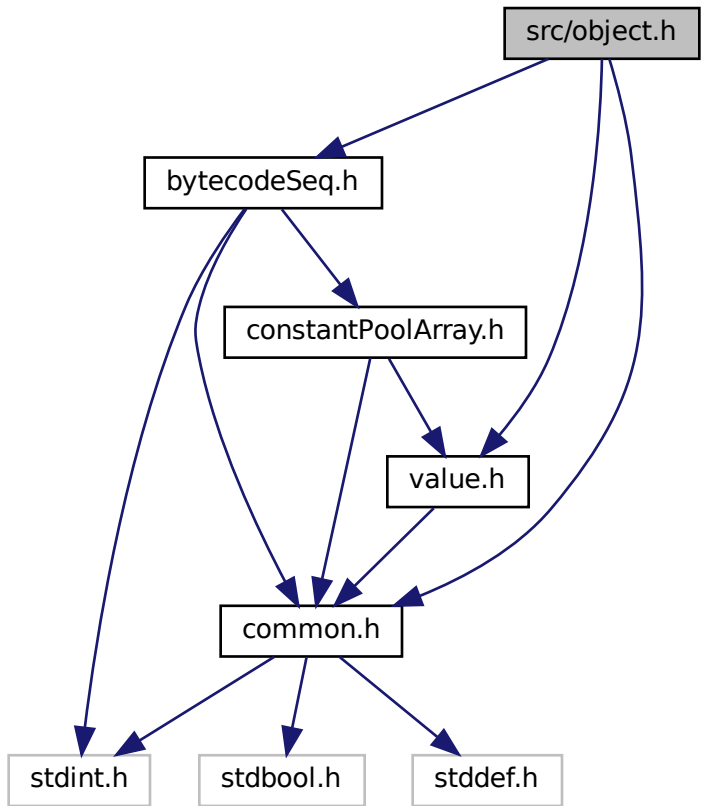 src/object.h
bytecodeSeq.h
constantPoolArray.h
value.h
common.h
stdint.h
stdbool.h
stddef.h